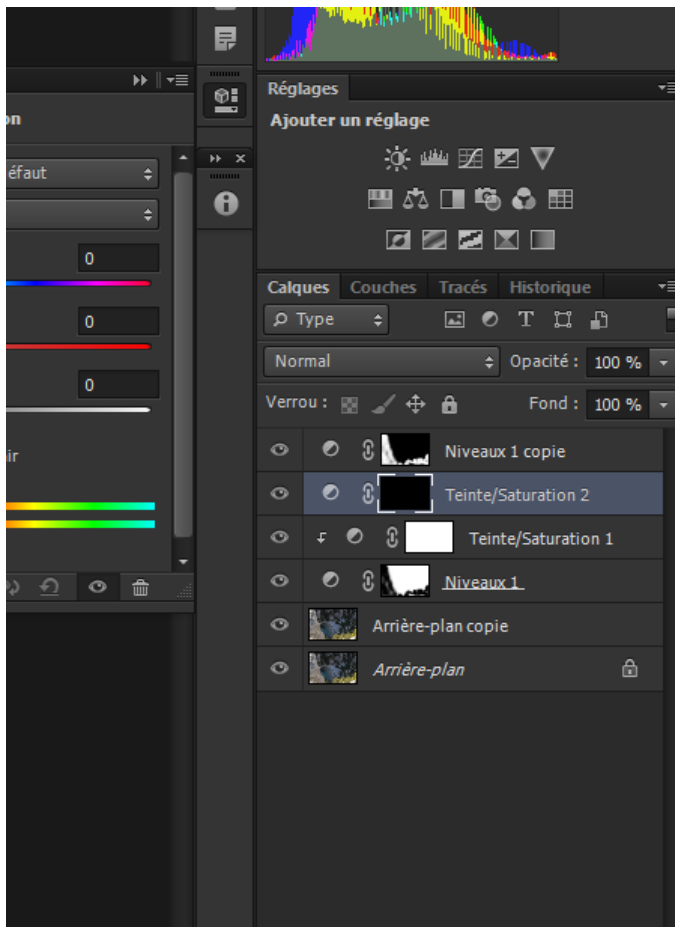 on
éfaut
0
0
0
ir
Réglages
Ajouter un réglage
Calques Couches Tracés Historique
Type
T
Normal Opacité : 100 %
Verrou : Fond : 100 %
Niveaux 1 copie
Teinte/Saturation 2
Teinte/Saturation 1
Niveaux 1
Arrière-plan copie
Arrière-plan